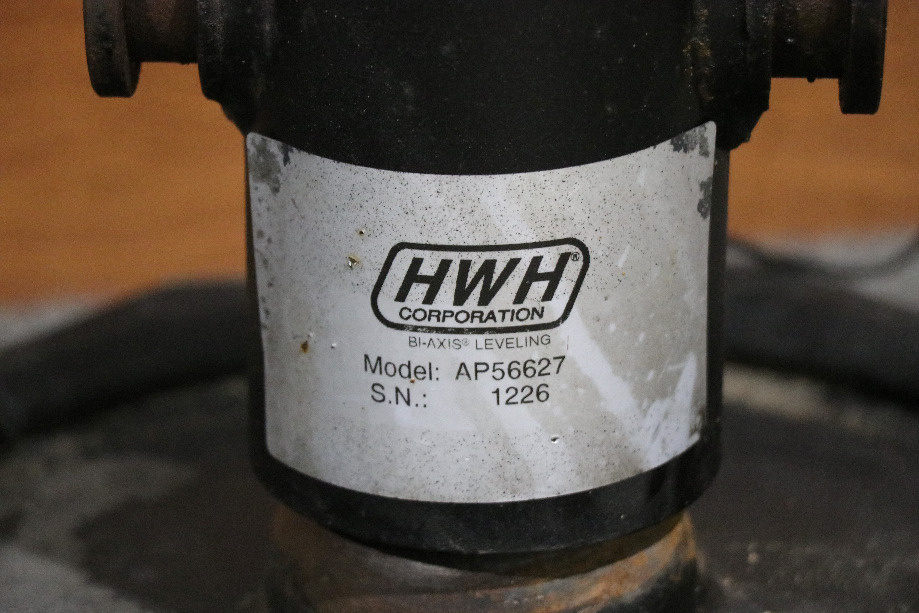 HWH®
CORPORATION
BI-AXIS® LEVELING
Model: AP56627
S.N.: 1226